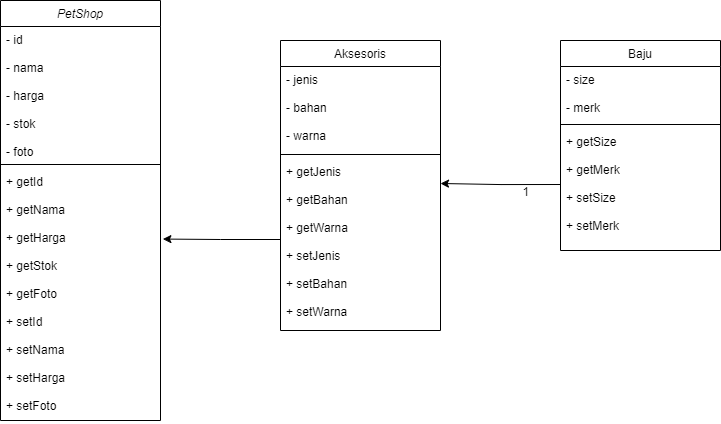 PetShop
- id
- nama
- harga
- stok
- foto
+ getId
+ getNama
+ getHarga
+ getStok
+ getFoto
+ setId
+ setNama
+ setHarga
+ setFoto
Aksesoris
- jenis
- bahan
- warna
+ getJenis
+ getBahan
+ getWarna
+ setJenis
+ setBahan
+ setWarna
1
Baju
- size
- merk
+ getSize
+ getMerk
+ setSize
+ setMerk